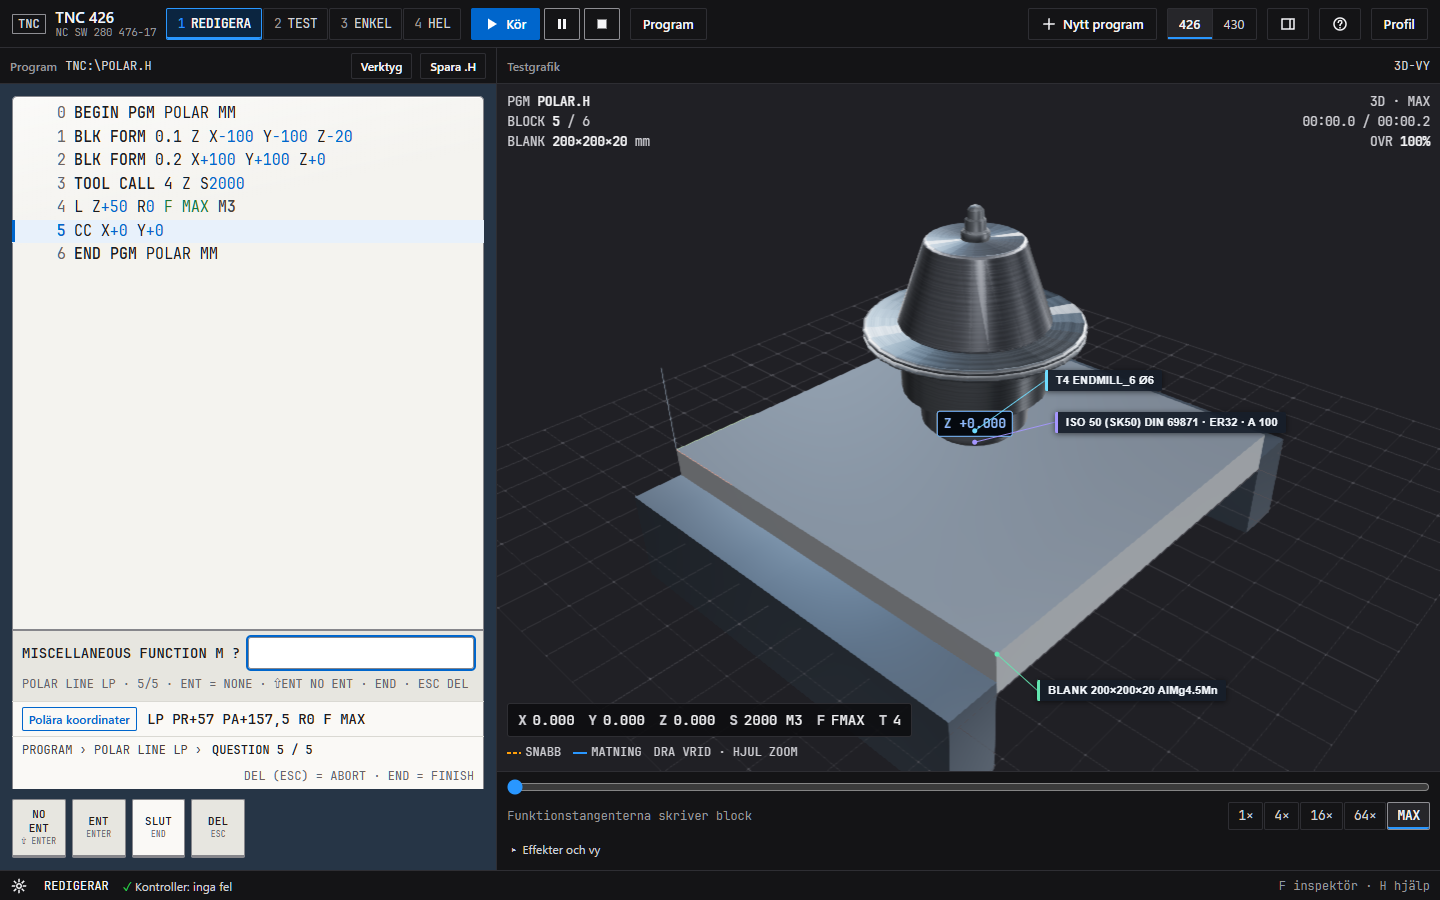 TNC
TNC 426
NC SW 280 476-17
1 REDIGERA
2 TEST
3 ENKEL
4 HEL
Kör
Program
Nytt program
426
430
Profil
Program TNC:\POLAR.H
Verktyg
Spara .H
Testgrafik
3D-VY
0 BEGIN PGM POLAR MM
1 BLK FORM 0.1 Z X-100 Y-100 Z-20
2 BLK FORM 0.2 X+100 Y+100 Z+0
3 TOOL CALL 4 Z S2000
4 L Z+50 R0 F MAX M3
5 CC X+0 Y+0
6 END PGM POLAR MM
MISCELLANEOUS FUNCTION M ?
POLAR LINE LP · 5/5 · ENT = NONE · ⇧ENT NO ENT · END · ESC DEL
Polära koordinater LP PR+57 PA+157,5 R0 F MAX
PROGRAM › POLAR LINE LP › QUESTION 5 / 5
DEL (ESC) = ABORT · END = FINISH
NO ENT
⇧ ENTER
ENT
ENTER
SLUT
END
DEL
ESC
PGM POLAR.H
BLOCK 5 / 6
BLANK 200×200×20 mm
3D · MAX
00:00.0 / 00:00.2
OVR 100%
T4 ENDMILL_6 Ø6
Z +0.000
ISO 50 (SK50) DIN 69871 · ER32 · A 100
BLANK 200×200×20 AlMg4.5Mn
X 0.000 Y 0.000 Z 0.000 S 2000 M3 F FMAX T 4
SNABB MATNING DRA VRID · HJUL ZOOM
Funktionstangenterna skriver block
1×
4×
16×
64×
MAX
▸ Effekter och vy
REDIGERAR
✓ Kontroller: inga fel
F inspektör · H hjälp